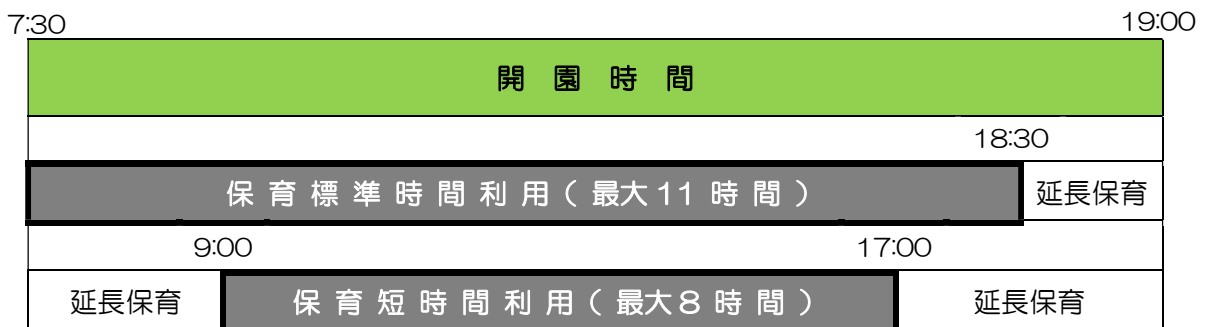 7:30 19:00
開 園 時 間
18:30
保 育 標 準 時 間 利 用 ( 最大 11 時 間 ) 延長保育
9:00 17:00
延長保育 保 育 短 時 間 利 用 ( 最大 8 時 間 ) 延長保育